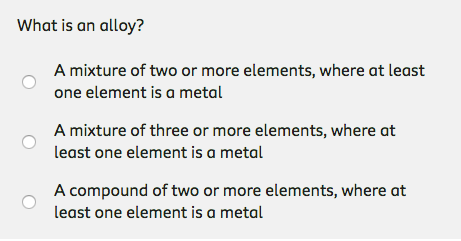 What is an alloy?
A mixture of two or more elements, where at least
one element is a metal
A mixture of three or more elements, where at
least one element is a metal
A compound of two or more elements, where at
least one element is a metal